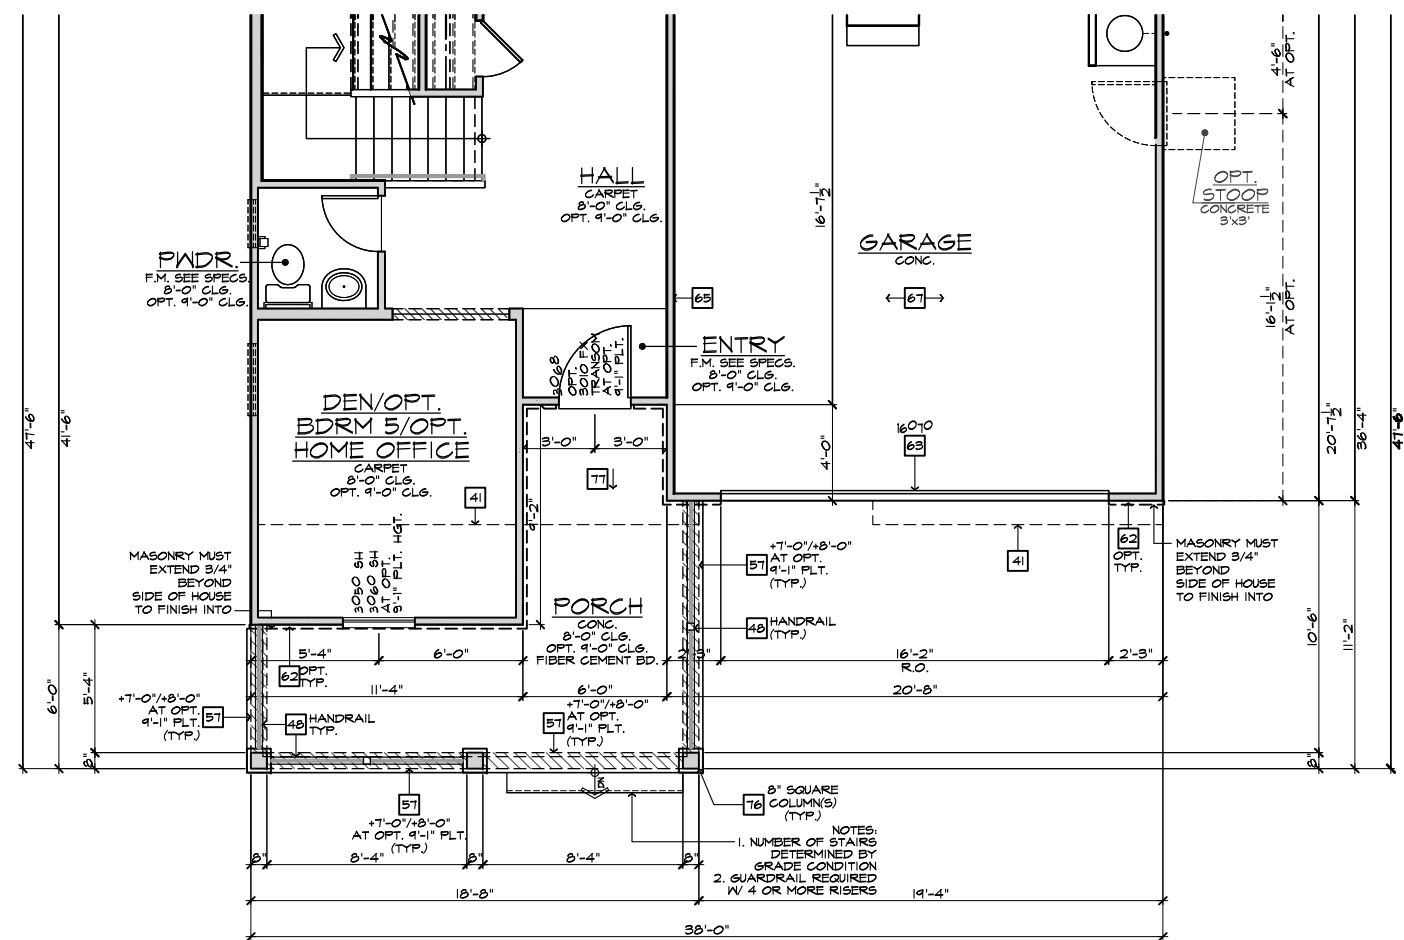 4'-6"
AT OPT.
HALL
CARPET
8'-0" CLG.
OPT. 9'-0" CLG.
16'-7 1/2"
OPT.
STOOP
CONCRETE
3'x3'
GARAGE
CONC.
PWDR.
F.M. SEE SPECS.
8'-0" CLG.
OPT. 9'-0" CLG.
65
67
16'-1 1/2"
AT OPT.
ENTRY
F.M. SEE SPECS.
8'-0" CLG.
OPT. 9'-0" CLG.
3068
OPT.
3010 FX
TRANSOM
AT OPT.
9'-1" PLT.
DEN/OPT.
BDRM 5/OPT.
HOME OFFICE
CARPET
8'-0" CLG.
OPT. 9'-0" CLG.
47'-6"
41'-6"
3'-0"
3'-0"
4'-0"
16070
63
20'-7 1/2"
36'-4"
47'-6"
77
41
9'-2"
3050 SH
3060 SH
AT OPT.
9'-1" PLT. HGT.
MASONRY MUST
EXTEND 3/4"
BEYOND
SIDE OF HOUSE
TO FINISH INTO
+7'-0"/+8'-0"
57
AT OPT.
9'-1" PLT.
(TYP.)
41
62
OPT.
TYP.
MASONRY MUST
EXTEND 3/4"
BEYOND
SIDE OF HOUSE
TO FINISH INTO
PORCH
CONC.
8'-0" CLG.
OPT. 9'-0" CLG.
FIBER CEMENT BD.
48
HANDRAIL
(TYP.)
10'-6"
11'-2"
5'-4"
6'-0"
2'-3"
16'-2"
R.O.
2'-3"
62
OPT.
TYP.
11'-4"
6'-0"
20'-8"
6'-0"
5'-4"
+7'-0"/+8'-0"
AT OPT.
9'-1" PLT.
(TYP.)
57
48
HANDRAIL
TYP.
57
+7'-0"/+8'-0"
AT OPT.
9'-1" PLT.
(TYP.)
8"
8"
DN
57
+7'-0"/+8'-0"
AT OPT. 9'-1" PLT.
(TYP.)
76
8" SQUARE
COLUMN(S)
(TYP.)
NOTES:
1. NUMBER OF STAIRS
DETERMINED BY
GRADE CONDITION
2. GUARDRAIL REQUIRED
W/ 4 OR MORE RISERS
8"
8'-4"
8"
8'-4"
8"
18'-8"
19'-4"
38'-0"